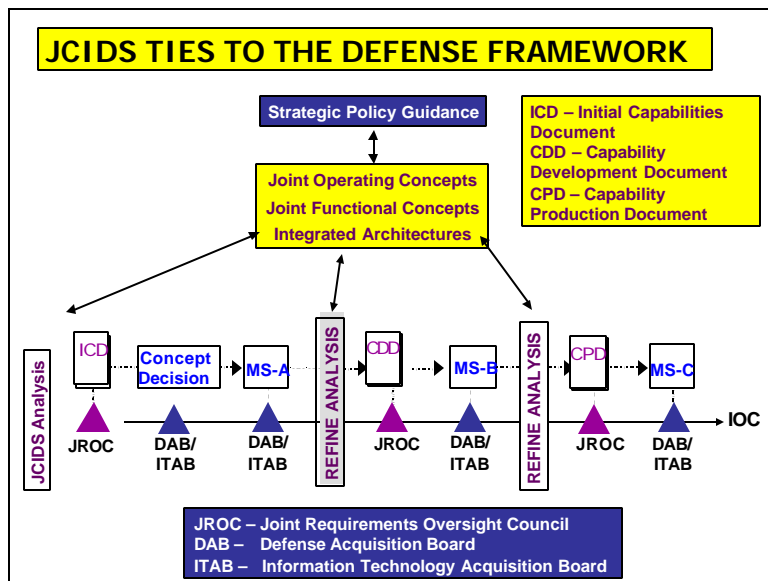 JCIDS TIES TO THE DEFENSE FRAMEWORK
Strategic Policy Guidance
ICD – Initial Capabilities
Document
CDD – Capability
Development Document
CPD – Capability
Production Document
Joint Operating Concepts
Joint Functional Concepts
Integrated Architectures
JCIDS Analysis
ICD
Concept
Decision
MS-A
REFINE ANALYSIS
CDD
MS-B
REFINE ANALYSIS
CPD
MS-C
IOC
JROC
DAB/
ITAB
DAB/
ITAB
JROC
DAB/
ITAB
JROC
DAB/
ITAB
JROC – Joint Requirements Oversight Council
DAB – Defense Acquisition Board
ITAB – Information Technology Acquisition Board